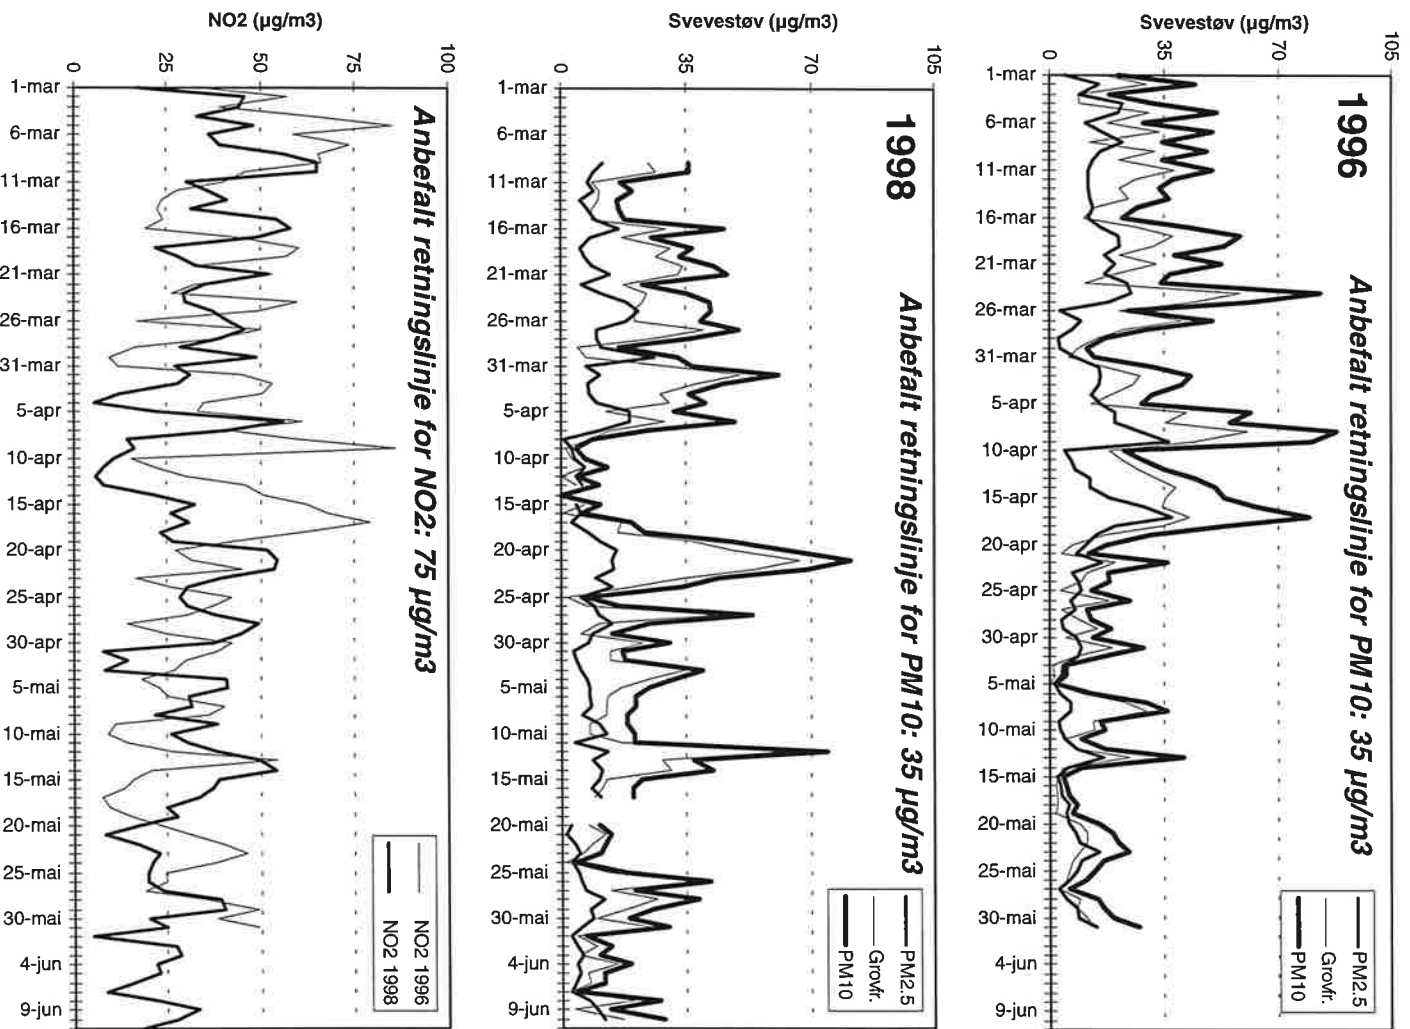 1996
Anbefalt retningslinje for PM10: 35 µg/m3
Svevestøv (µg/m3)
105
70
35
0
PM2.5
Grovfr.
PM10
1-mar
6-mar
11-mar
16-mar
21-mar
26-mar
31-mar
5-apr
10-apr
15-apr
20-apr
25-apr
30-apr
5-mai
10-mai
15-mai
20-mai
25-mai
30-mai
4-jun
9-jun
1998
Anbefalt retningslinje for PM10: 35 µg/m3
Svevestøv (µg/m3)
105
70
35
0
PM2.5
Grovfr.
PM10
1-mar
6-mar
11-mar
16-mar
21-mar
26-mar
31-mar
5-apr
10-apr
15-apr
20-apr
25-apr
30-apr
5-mai
10-mai
15-mai
20-mai
25-mai
30-mai
4-jun
9-jun
Anbefalt retningslinje for NO2: 75 µg/m3
NO2 (µg/m3)
100
75
50
25
0
NO2 1996
NO2 1998
1-mar
6-mar
11-mar
16-mar
21-mar
26-mar
31-mar
5-apr
10-apr
15-apr
20-apr
25-apr
30-apr
5-mai
10-mai
15-mai
20-mai
25-mai
30-mai
4-jun
9-jun